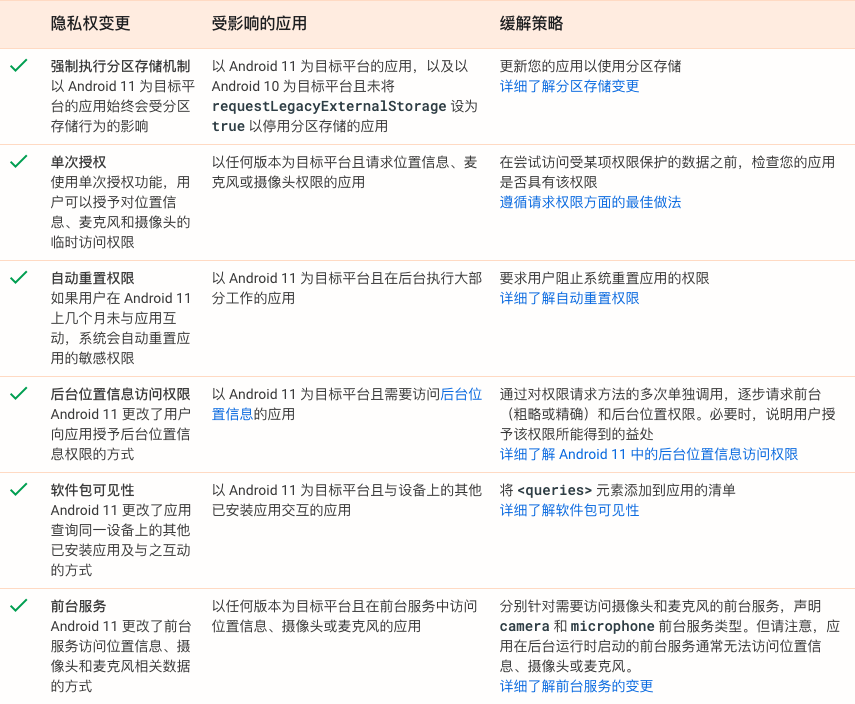 隐私权变更
受影响的应用
缓解策略
强制执行分区存储机制
以 Android 11 为目标平
台的应用始终会受分区
存储行为的影响
以 Android 11 为目标平台的应用，以及以
Android 10 为目标平台且未将
requestLegacyExternalStorage 设为
true 以停用分区存储的应用
更新您的应用以使用分区存储
详细了解分区存储变更
单次授权
使用单次授权功能，用
户可以授予对位置信
息、麦克风和摄像头的
临时访问权限
以任何版本为目标平台且请求位置信息、麦
克风或摄像头权限的应用
在尝试访问受某项权限保护的数据之前，检查您的应用
是否具有该权限
遵循请求权限方面的最佳做法
自动重置权限
如果用户在 Android 11
上几个月未与应用互
动，系统会自动重置应
用的敏感权限
以 Android 11 为目标平台且在后台执行大部
分工作的应用
要求用户阻止系统重置应用的权限
详细了解自动重置权限
后台位置信息访问权限
Android 11 更改了用户
向应用授予后台位置信
息权限的方式
以 Android 11 为目标平台且需要访问后台位
置信息的应用
通过对权限请求方法的多次单独调用，逐步请求前台
（粗略或精确）和后台位置权限。必要时，说明用户授
予该权限所能得到的益处
详细了解 Android 11 中的后台位置信息访问权限
软件包可见性
Android 11 更改了应用
查询同一设备上的其他
已安装应用及与之互动
的方式
以 Android 11 为目标平台且与设备上的其他
已安装应用交互的应用
将 <queries> 元素添加到应用的清单
详细了解软件包可见性
前台服务
Android 11 更改了前台
服务访问位置信息、摄
像头和麦克风相关数据
的方式
以任何版本为目标平台且在前台服务中访问
位置信息、摄像头或麦克风的应用
分别针对需要访问摄像头和麦克风的前台服务，声明
camera 和 microphone 前台服务类型。但请注意，应
用在后台运行时启动的前台服务通常无法访问位置信
息、摄像头或麦克风。
详细了解前台服务的变更